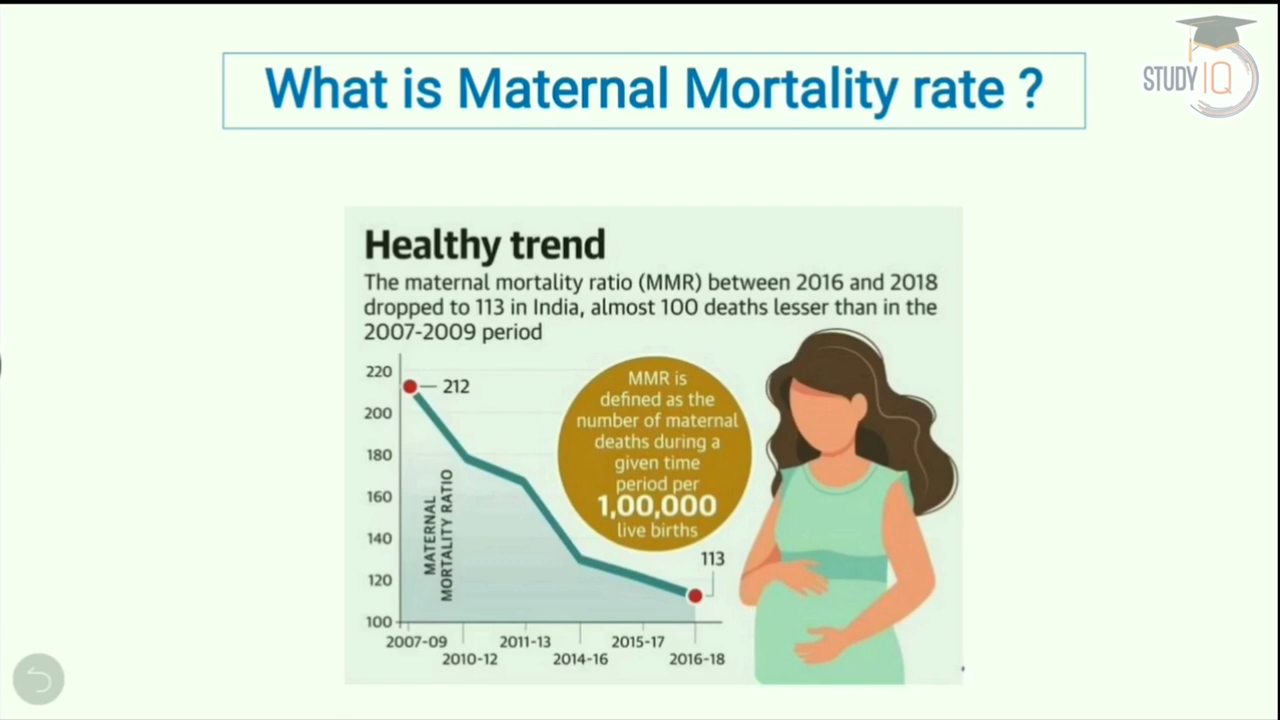 What is Maternal Mortality rate ?
STUDY IQ
Healthy trend
The maternal mortality ratio (MMR) between 2016 and 2018
dropped to 113 in India, almost 100 deaths lesser than in the
2007-2009 period
220
200
180
160
140
120
100
MATERNAL
MORTALITY RATIO
212
MMR is
defined as the
number of maternal
deaths during a
given time
period per
1,00,000
live births
113
2007-09
2010-12
2011-13
2014-16
2015-17
2016-18